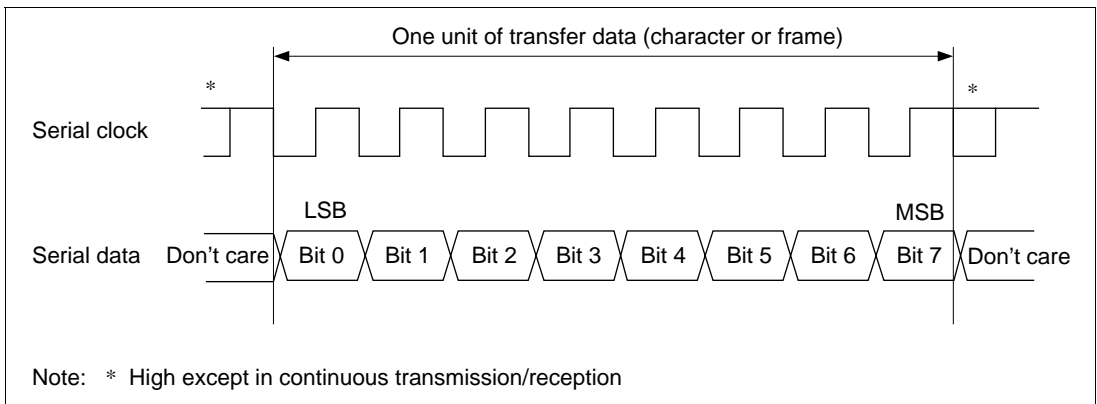 One unit of transfer data (character or frame)
* *
Serial clock
LSB MSB
Serial data Don't care Bit 0 Bit 1 Bit 2 Bit 3 Bit 4 Bit 5 Bit 6 Bit 7 Don't care
Note: * High except in continuous transmission/reception